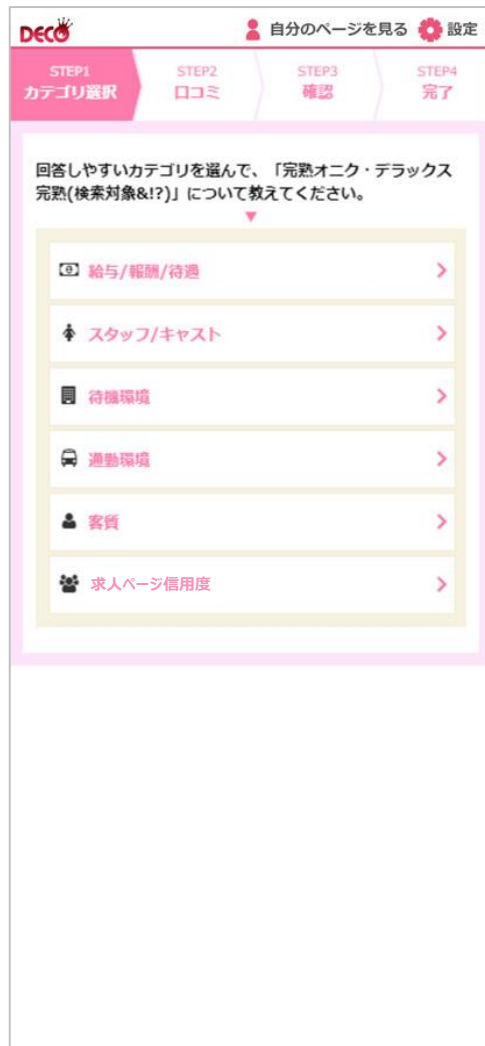 DECO
自分のページを見る 設定
STEP1 STEP2 STEP3 STEP4
カテゴリ選択 口コミ 確認 完了
回答しやすいカテゴリを選んで、「完熟オニク・デラックス
完熟(検索対象&!?)」について教えてください。
給与/報酬/待遇
スタッフ/キャスト
待機環境
通勤環境
客質
求人ページ信用度